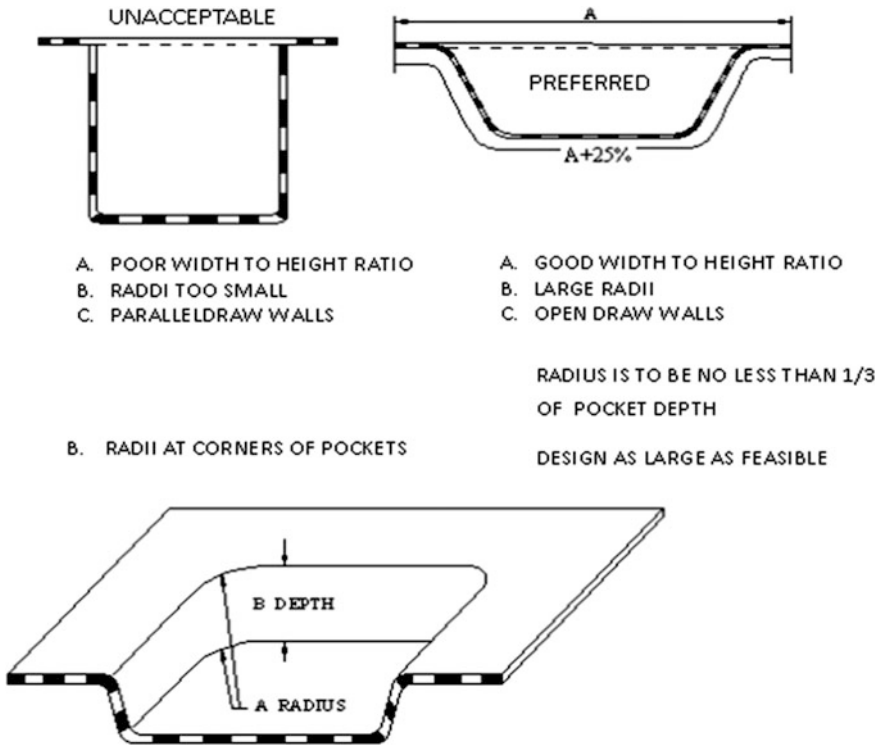 UNACCEPTABLE
A
PREFERRED
A+25%
A. POOR WIDTH TO HEIGHT RATIO
B. RADDI TOO SMALL
C. PARALLELDRAW WALLS
A. GOOD WIDTH TO HEIGHT RATIO
B. LARGE RADII
C. OPEN DRAW WALLS
RADIUS IS TO BE NO LESS THAN 1/3
OF POCKET DEPTH
B. RADII AT CORNERS OF POCKETS
DESIGN AS LARGE AS FEASIBLE
B DEPTH
A RADIUS